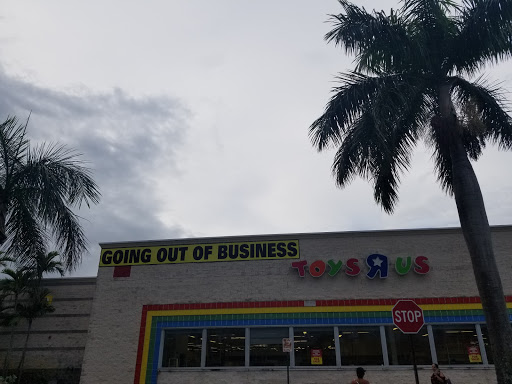 GOING OUT OF BUSINESS
TOYS R US
STOP